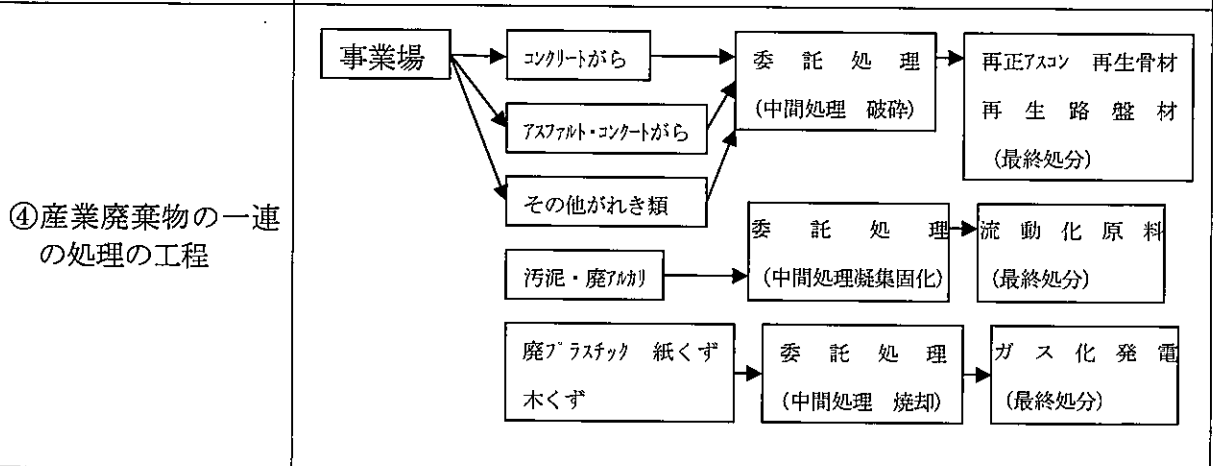 ④産業廃棄物の一連
の処理の工程
事業場
コンクリートがら
委託処理
(中間処理 破砕)
再正アスコン 再生骨材
再生路盤材
(最終処分)
アスファルト・コンクートがら
その他がれき類
汚泥・廃アルカリ
委託処理
(中間処理凝集固化)
流動化原料
(最終処分)
廃プラスチック 紙くず
木くず
委託処理
(中間処理 焼却)
ガス化発電
(最終処分)